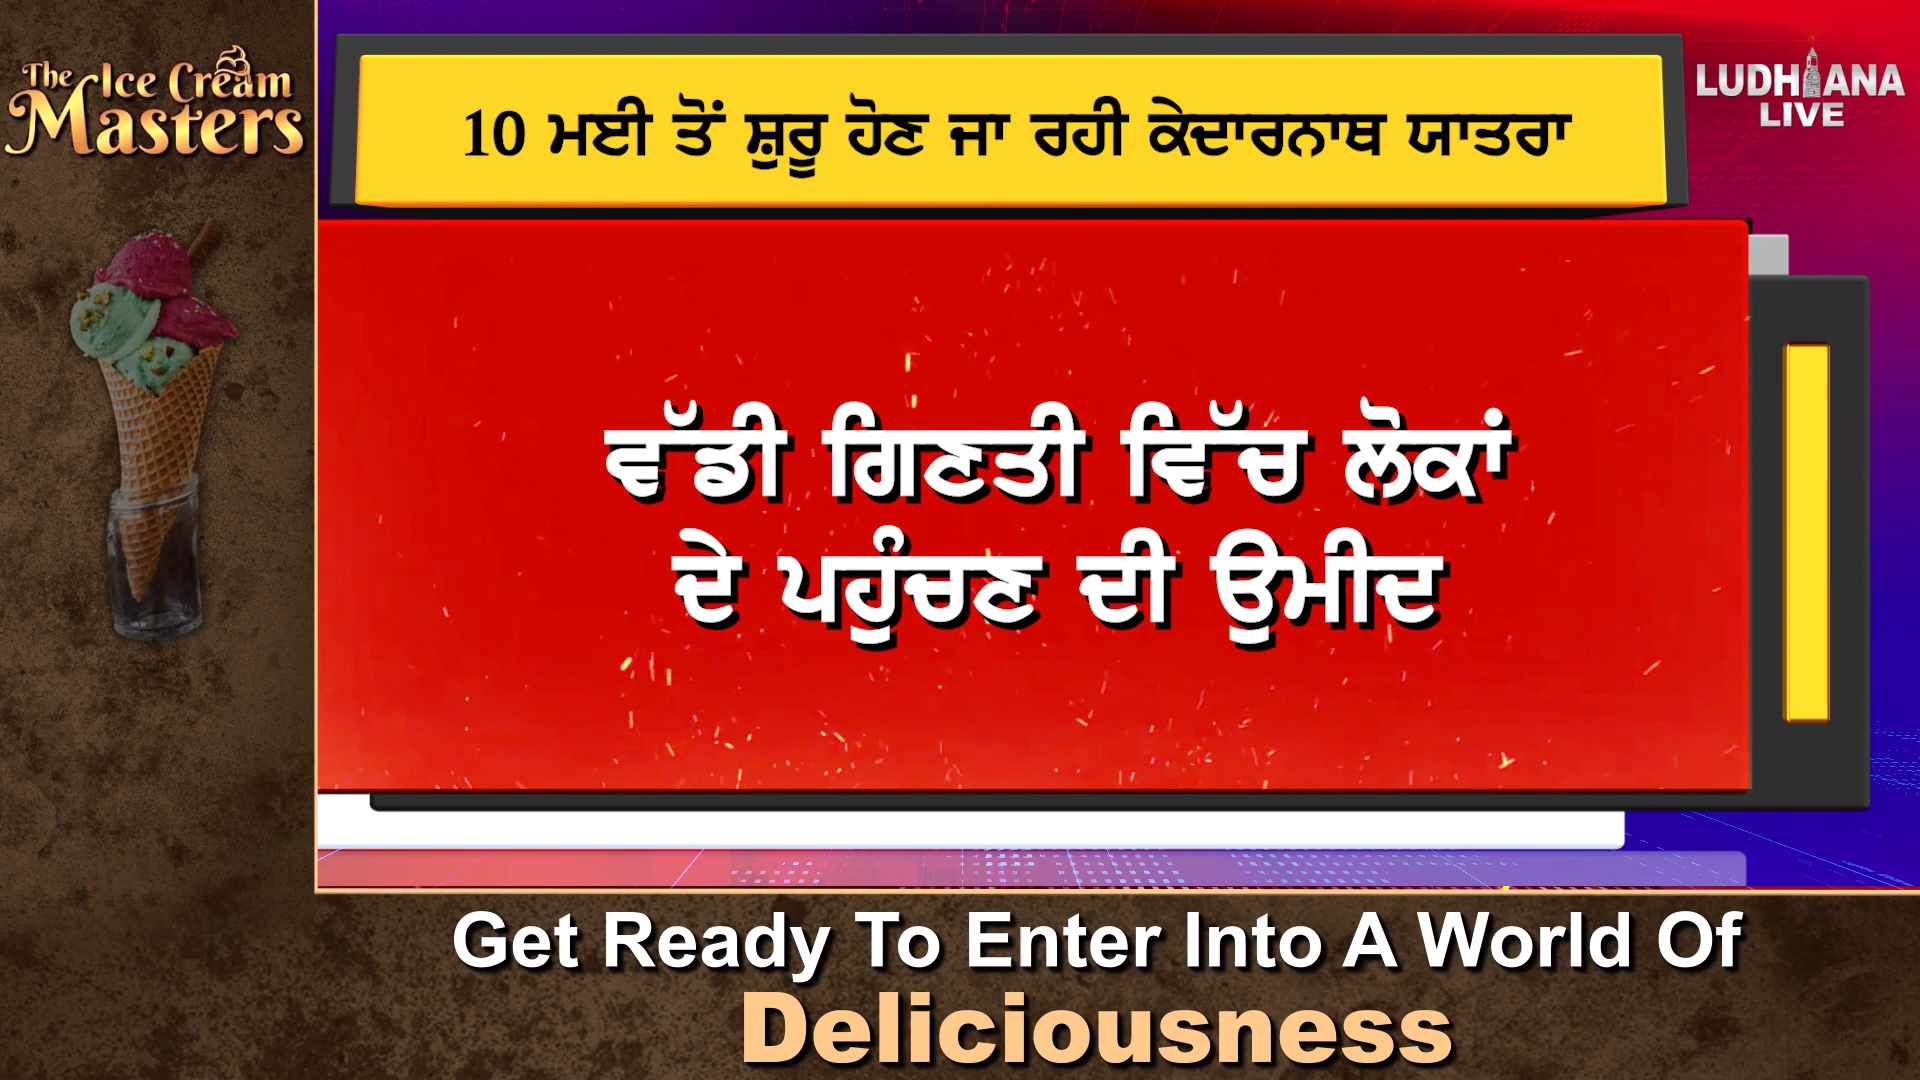 The Ice Cream
Masters
10 ਮਈ ਤੋਂ ਸ਼ੁਰੂ ਹੋਣ ਜਾ ਰਹੀ ਕੇਦਾਰਨਾਥ ਯਾਤਰਾ
LUDHIANA
LIVE
ਵੱਡੀ ਗਿਣਤੀ ਵਿੱਚ ਲੋਕਾਂ
ਦੇ ਪਹੁੰਚਣ ਦੀ ਉਮੀਦ
Get Ready To Enter Into A World Of
Deliciousness